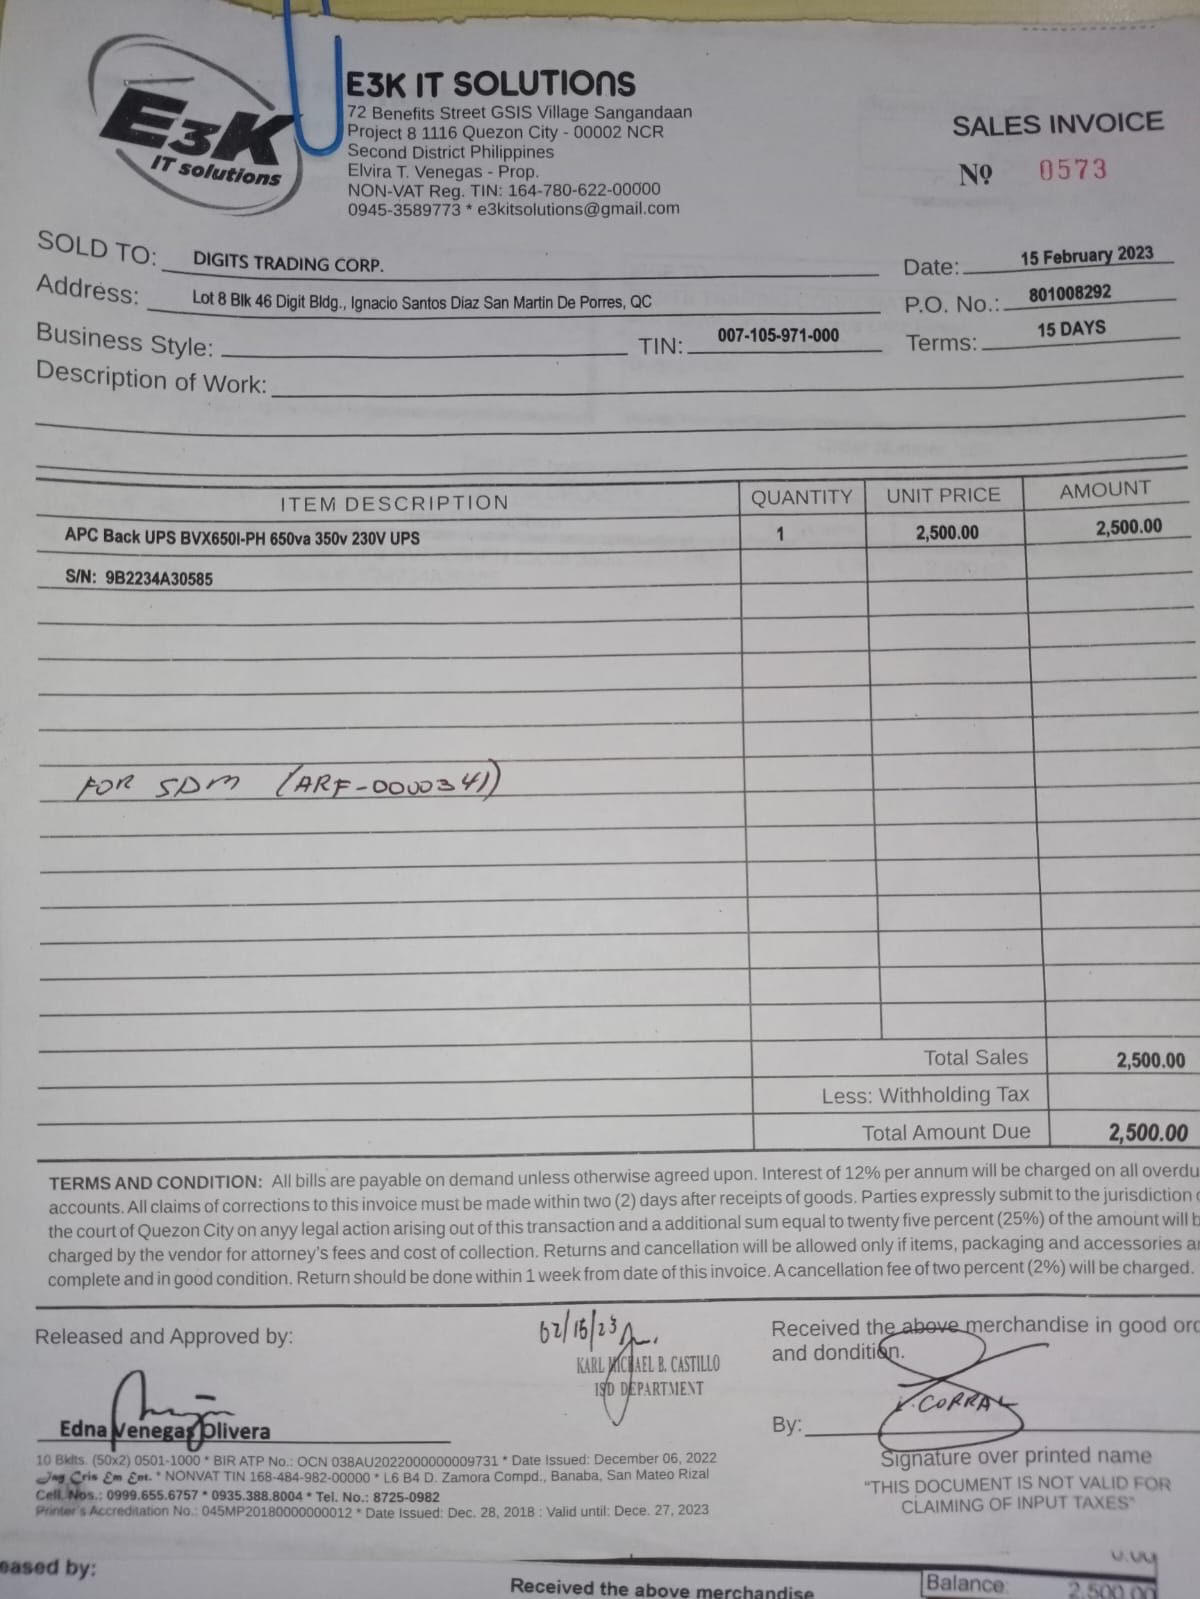 E3K IT SOLUTIONS
E3K
IT solutions
72 Benefits Street GSIS Village Sangandaan
Project 8 1116 Quezon City - 00002 NCR
Second District Philippines
Elvira T. Venegas - Prop.
NON-VAT Reg. TIN: 164-780-622-00000
0945-3589773 * e3kitsolutions@gmail.com
SALES INVOICE
Nº 0573
SOLD TO: DIGITS TRADING CORP.
Date: 15 February 2023
Address: Lot 8 Blk 46 Digit Bldg., Ignacio Santos Diaz San Martin De Porres, QC
P.O. No.: 801008292
Business Style: TIN: 007-105-971-000
Terms: 15 DAYS
Description of Work:
ITEM DESCRIPTION QUANTITY UNIT PRICE AMOUNT
APC Back UPS BVX650I-PH 650va 350v 230V UPS 1 2,500.00 2,500.00
S/N: 9B2234A30585
FOR SDM (ARF-0000341)
Total Sales 2,500.00
Less: Withholding Tax
Total Amount Due 2,500.00
TERMS AND CONDITION: All bills are payable on demand unless otherwise agreed upon. Interest of 12% per annum will be charged on all overdu
accounts. All claims of corrections to this invoice must be made within two (2) days after receipts of goods. Parties expressly submit to the jurisdiction o
the court of Quezon City on anyy legal action arising out of this transaction and a additional sum equal to twenty five percent (25%) of the amount will b
charged by the vendor for attorney's fees and cost of collection. Returns and cancellation will be allowed only if items, packaging and accessories ar
complete and in good condition. Return should be done within 1 week from date of this invoice. A cancellation fee of two percent (2%) will be charged.
Released and Approved by:
Edna Venegas Olivera
02/15/23
KARL MICHAEL B. CASTILLO
ISD DEPARTMENT
Received the above merchandise in good ord
and dondition.
By: CORRAL
Signature over printed name
"THIS DOCUMENT IS NOT VALID FOR
CLAIMING OF INPUT TAXES"
10 Bklts. (50x2) 0501-1000 * BIR ATP No.: OCN 038AU2022000000009731 * Date Issued: December 06, 2022
Jng Cris Em Ent. * NONVAT TIN 168-484-982-00000 * L6 B4 D. Zamora Compd., Banaba, San Mateo Rizal
Cell. Nos.: 0999.655.6757 * 0935.388.8004 * Tel. No.: 8725-0982
Printer's Accreditation No.: 045MP20180000000012 * Date Issued: Dec. 28, 2018 : Valid until: Dece. 27, 2023
eased by:
Received the above merchandise
0.00
Balance: 2,500.00